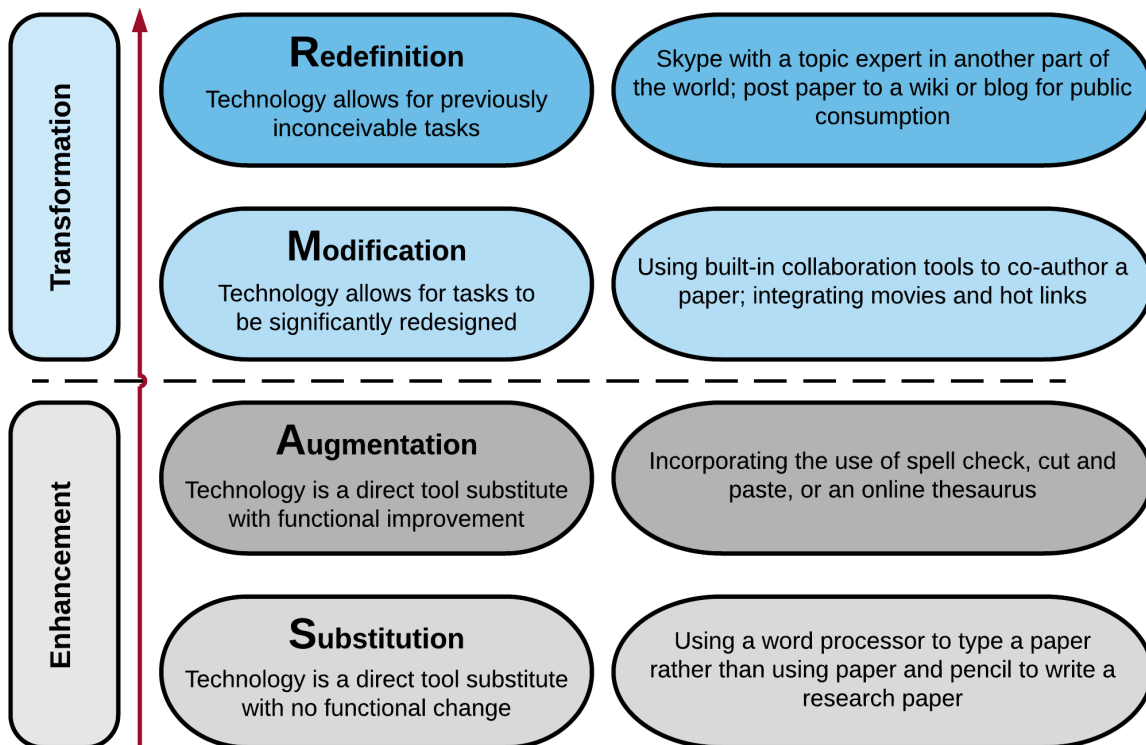 Transformation
Redefinition
Technology allows for previously
inconceivable tasks
Skype with a topic expert in another part of
the world; post paper to a wiki or blog for public
consumption
Modification
Technology allows for tasks to
be significantly redesigned
Using built-in collaboration tools to co-author a
paper; integrating movies and hot links
Enhancement
Augmentation
Technology is a direct tool substitute
with functional improvement
Incorporating the use of spell check, cut and
paste, or an online thesaurus
Substitution
Technology is a direct tool substitute
with no functional change
Using a word processor to type a paper
rather than using paper and pencil to write a
research paper